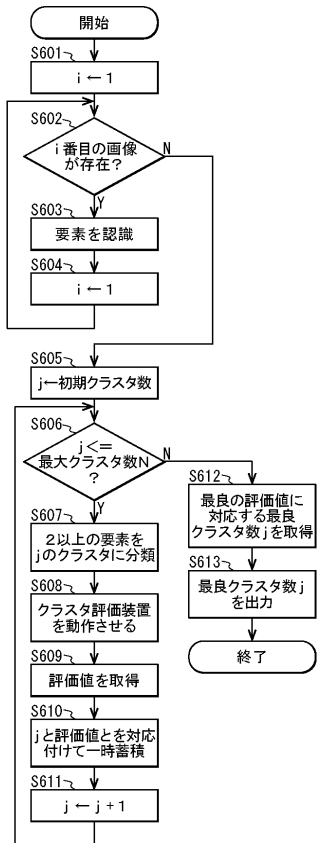 開始
S601
i ← 1
S602
i番目の画像
が存在?
N
Y
S603
要素を認識
S604
i ← 1
S605
j←初期クラスタ数
S606
j<=
最大クラスタ数N
?
N
Y
S607
2以上の要素を
jのクラスタに分類
S608
クラスタ評価装置
を動作させる
S609
評価値を取得
S610
jと評価値とを対応
付けて一時蓄積
S611
j ← j+1
S612
最良の評価値に
対応する最良
クラスタ数jを取得
S613
最良クラスタ数j
を出力
終了